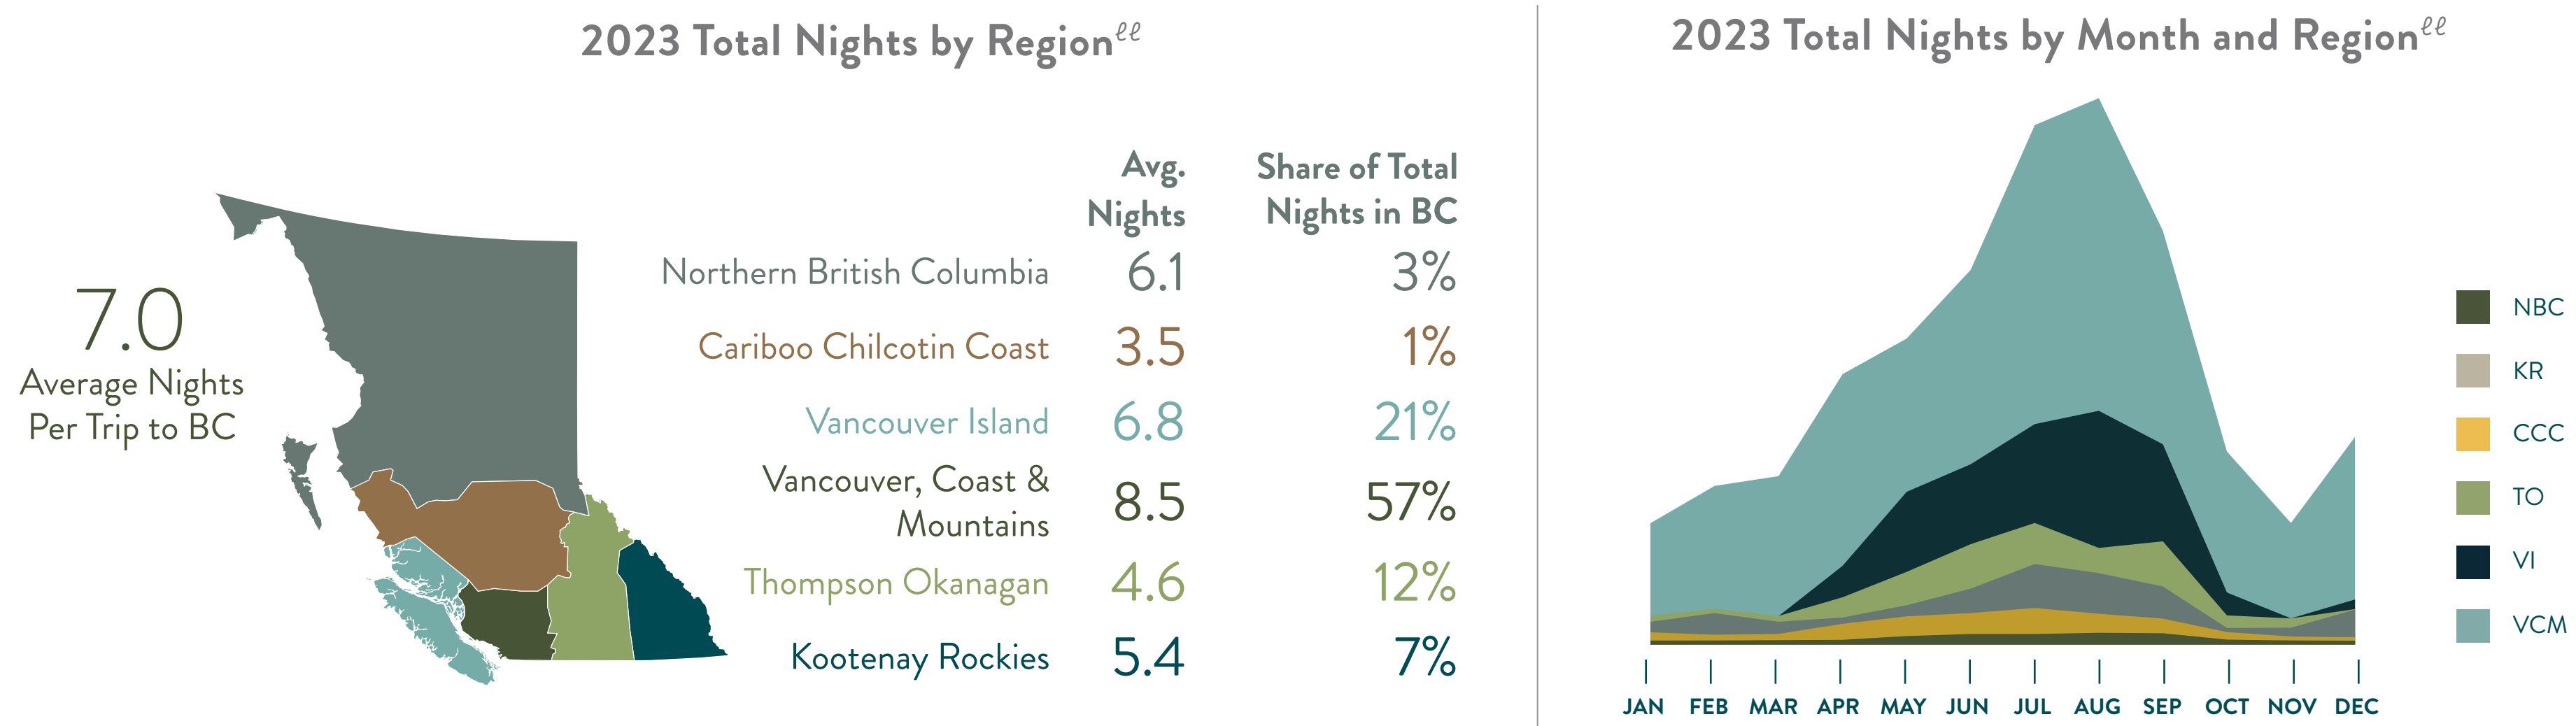 2023 Total Nights by Regionℓℓ
7.0
Average Nights
Per Trip to BC
Avg.
Nights
Share of Total
Nights in BC
Northern British Columbia 6.1 3%
Cariboo Chilcotin Coast 3.5 1%
Vancouver Island 6.8 21%
Vancouver, Coast &
Mountains 8.5 57%
Thompson Okanagan 4.6 12%
Kootenay Rockies 5.4 7%
2023 Total Nights by Month and Regionℓℓ
NBC
KR
CCC
TO
VI
VCM
JAN FEB MAR APR MAY JUN JUL AUG SEP OCT NOV DEC